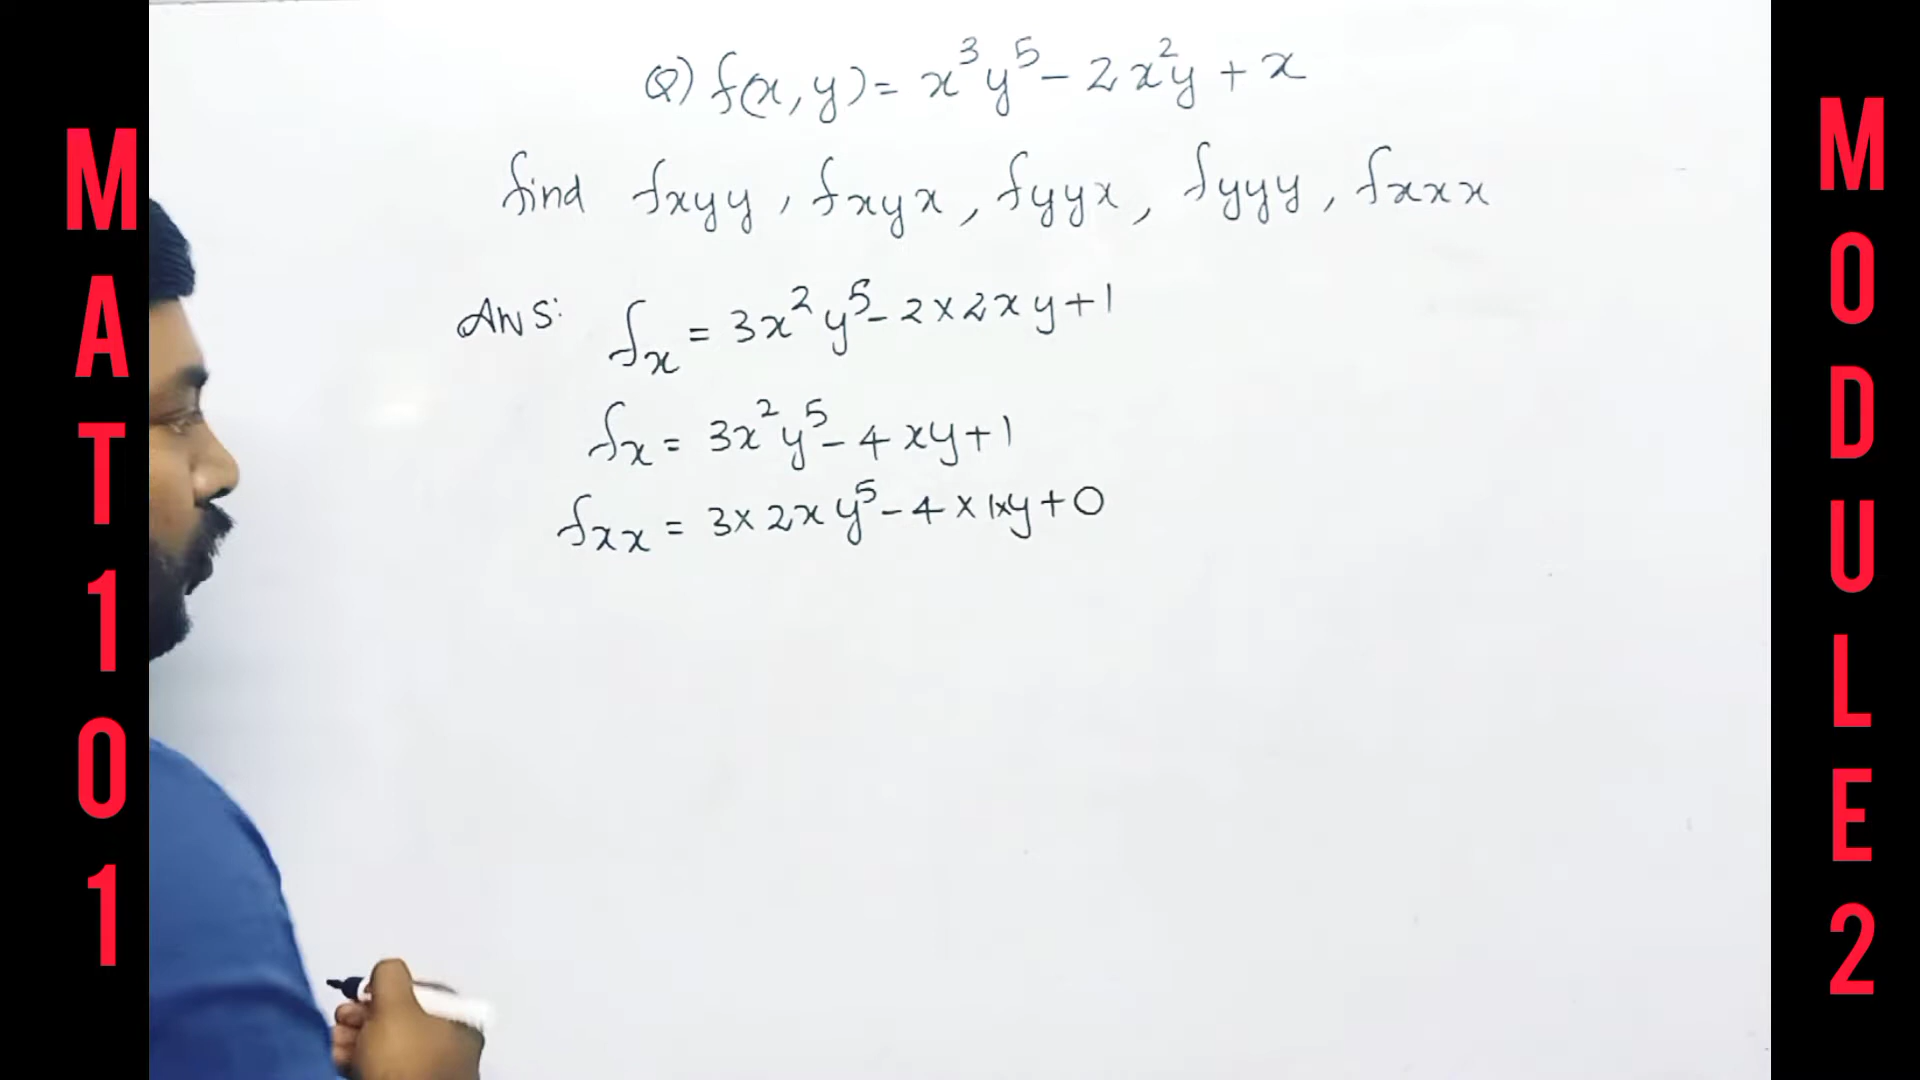 MAT101
Q) f(x, y) = x³y⁵ - 2x²y + x
find fxyy, fxyx, fyyx, fyyy, fxxx
Ans: fx = 3x²y⁵ - 2×2xy+1
fx = 3x²y⁵ - 4xy+1
fxx = 3×2xy⁵ - 4×1×y+0
MODULE2